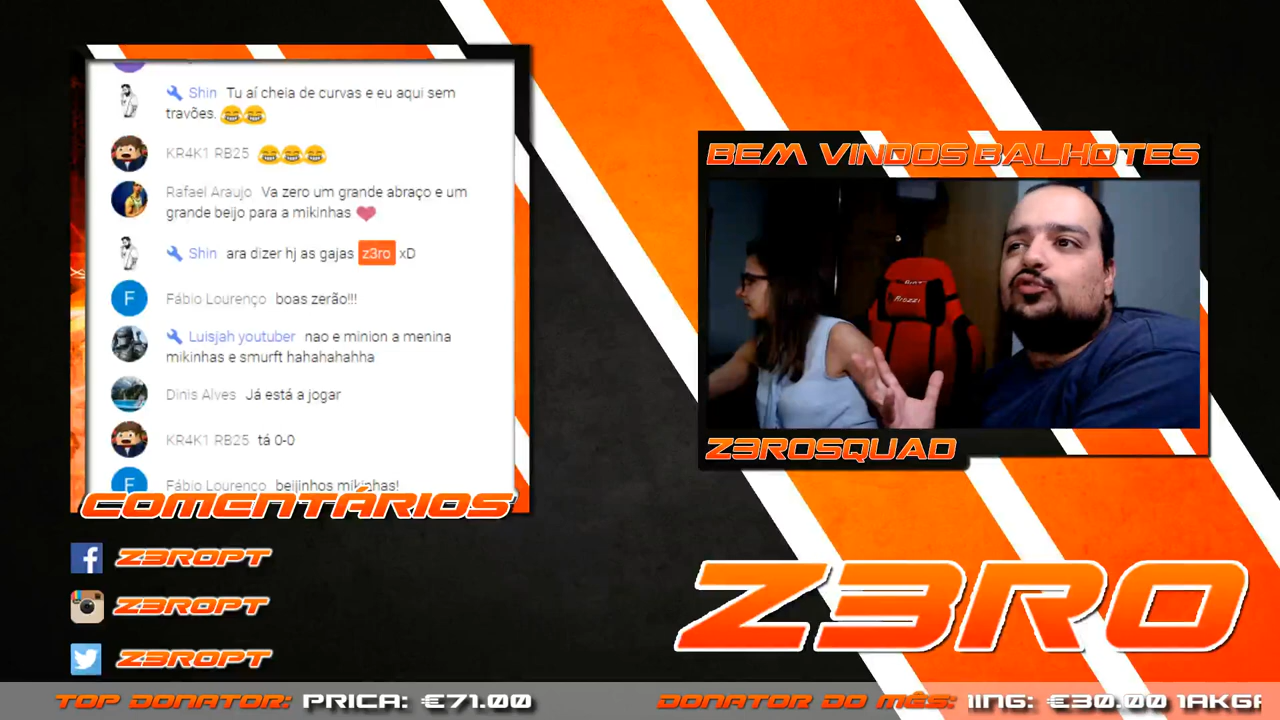 Shin Tu aí cheia de curvas e eu aqui sem
travões.
KR4K1 RB25
Rafael Araujo Va zero um grande abraço e um
grande beijo para a mikinhas
Shin ara dizer hj as gajas z3ro xD
F Fábio Lourenço boas zerão!!!
Luisjah youtuber nao e minion a menina
mikinhas e smurft hahahahahha
Dinis Alves Já está a jogar
KR4K1 RB25 tá 0-0
F Fábio Lourenço beijinhos mikinhas!
COMENTÁRIOS
Z3ROPT
Z3ROPT
Z3ROPT
BEM VINDOS BALHOTES
Z3ROSQUAD
Z3RO
TOP DONATOR: PRICA: €71.00
DONATOR DO MÊS: €30.00